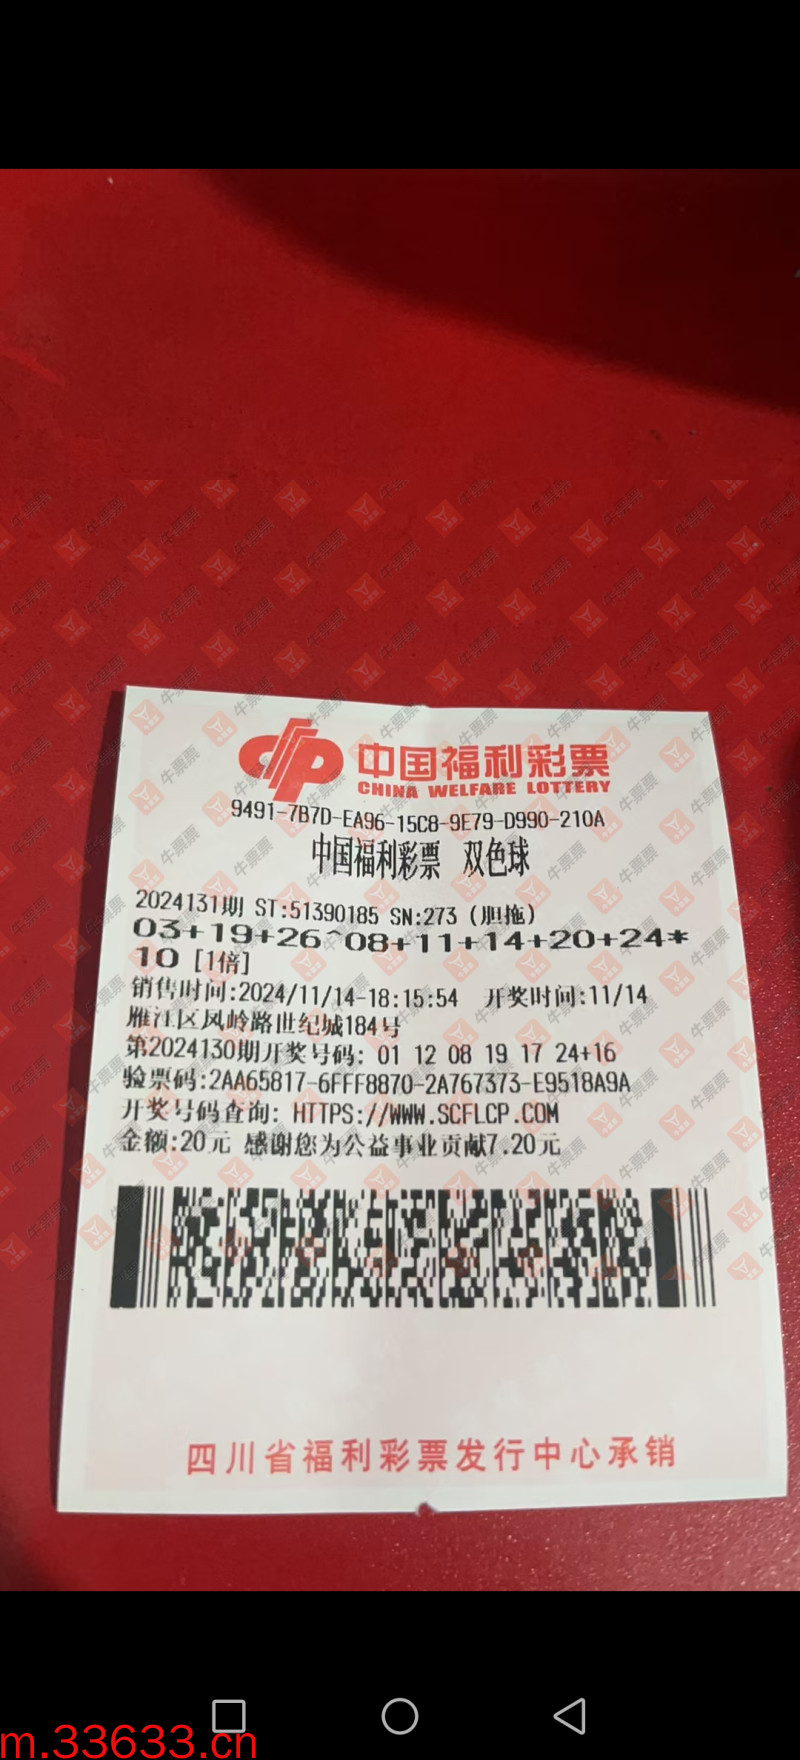 中国福利彩票
CHINA WELFARE LOTTERY
9491-7B7D-EA96-15C8-9E79-D990-210A
中国福利彩票 双色球
2024131期 ST:51390185 SN:273 (胆拖)
03+19+26^08+11+14+20+24*
10 [1倍]
销售时间:2024/11/14-18:15:54 开奖时间:11/14
雁江区凤岭路世纪城184号
第2024130期开奖号码: 01 12 08 19 17 24+16
验票码:2AA65817-6FFF8870-2A767373-E9518A9A
开奖号码查询: HTTPS://WWW.SCFLCP.COM
金额:20元 感谢您为公益事业贡献7.20元
四川省福利彩票发行中心承销
牛票票
m.33633.cn